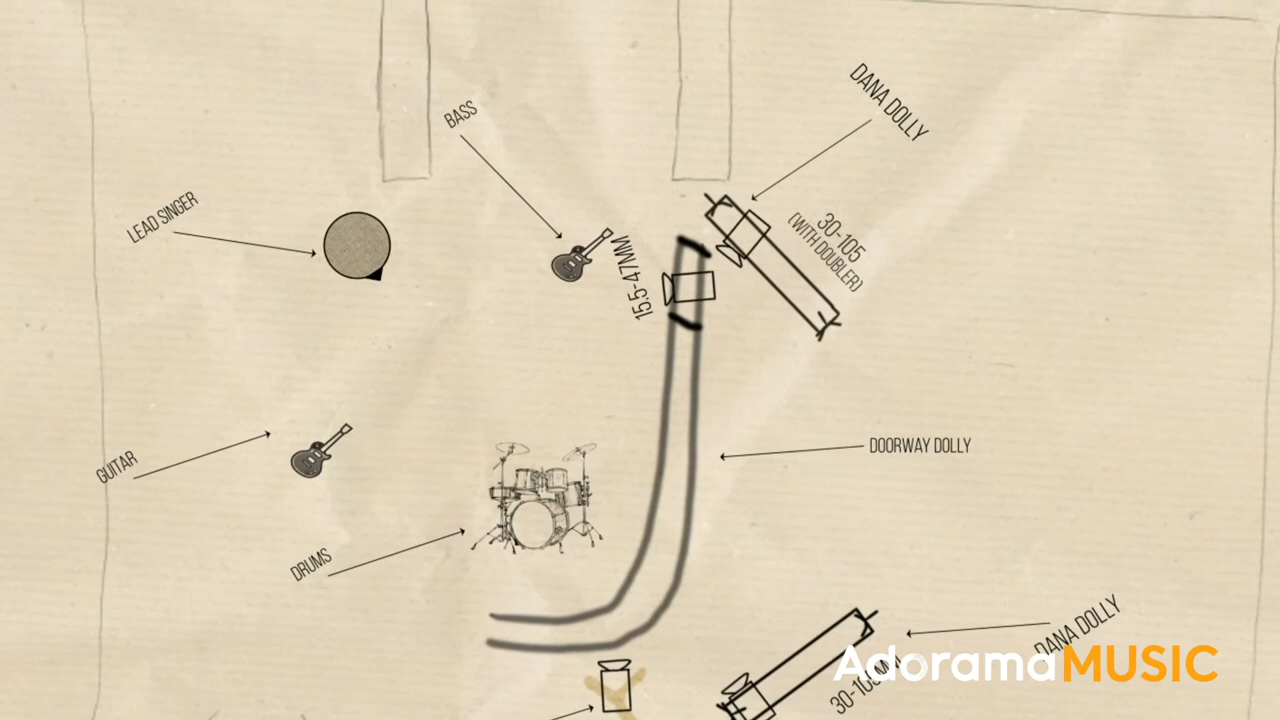 DANA DOLLY
BASS
LEAD SINGER
30-105
(WITH DOUBLER)
15.5-47MM
GUITAR
DOORWAY DOLLY
DRUMS
DANA DOLLY
AdoramaMUSIC